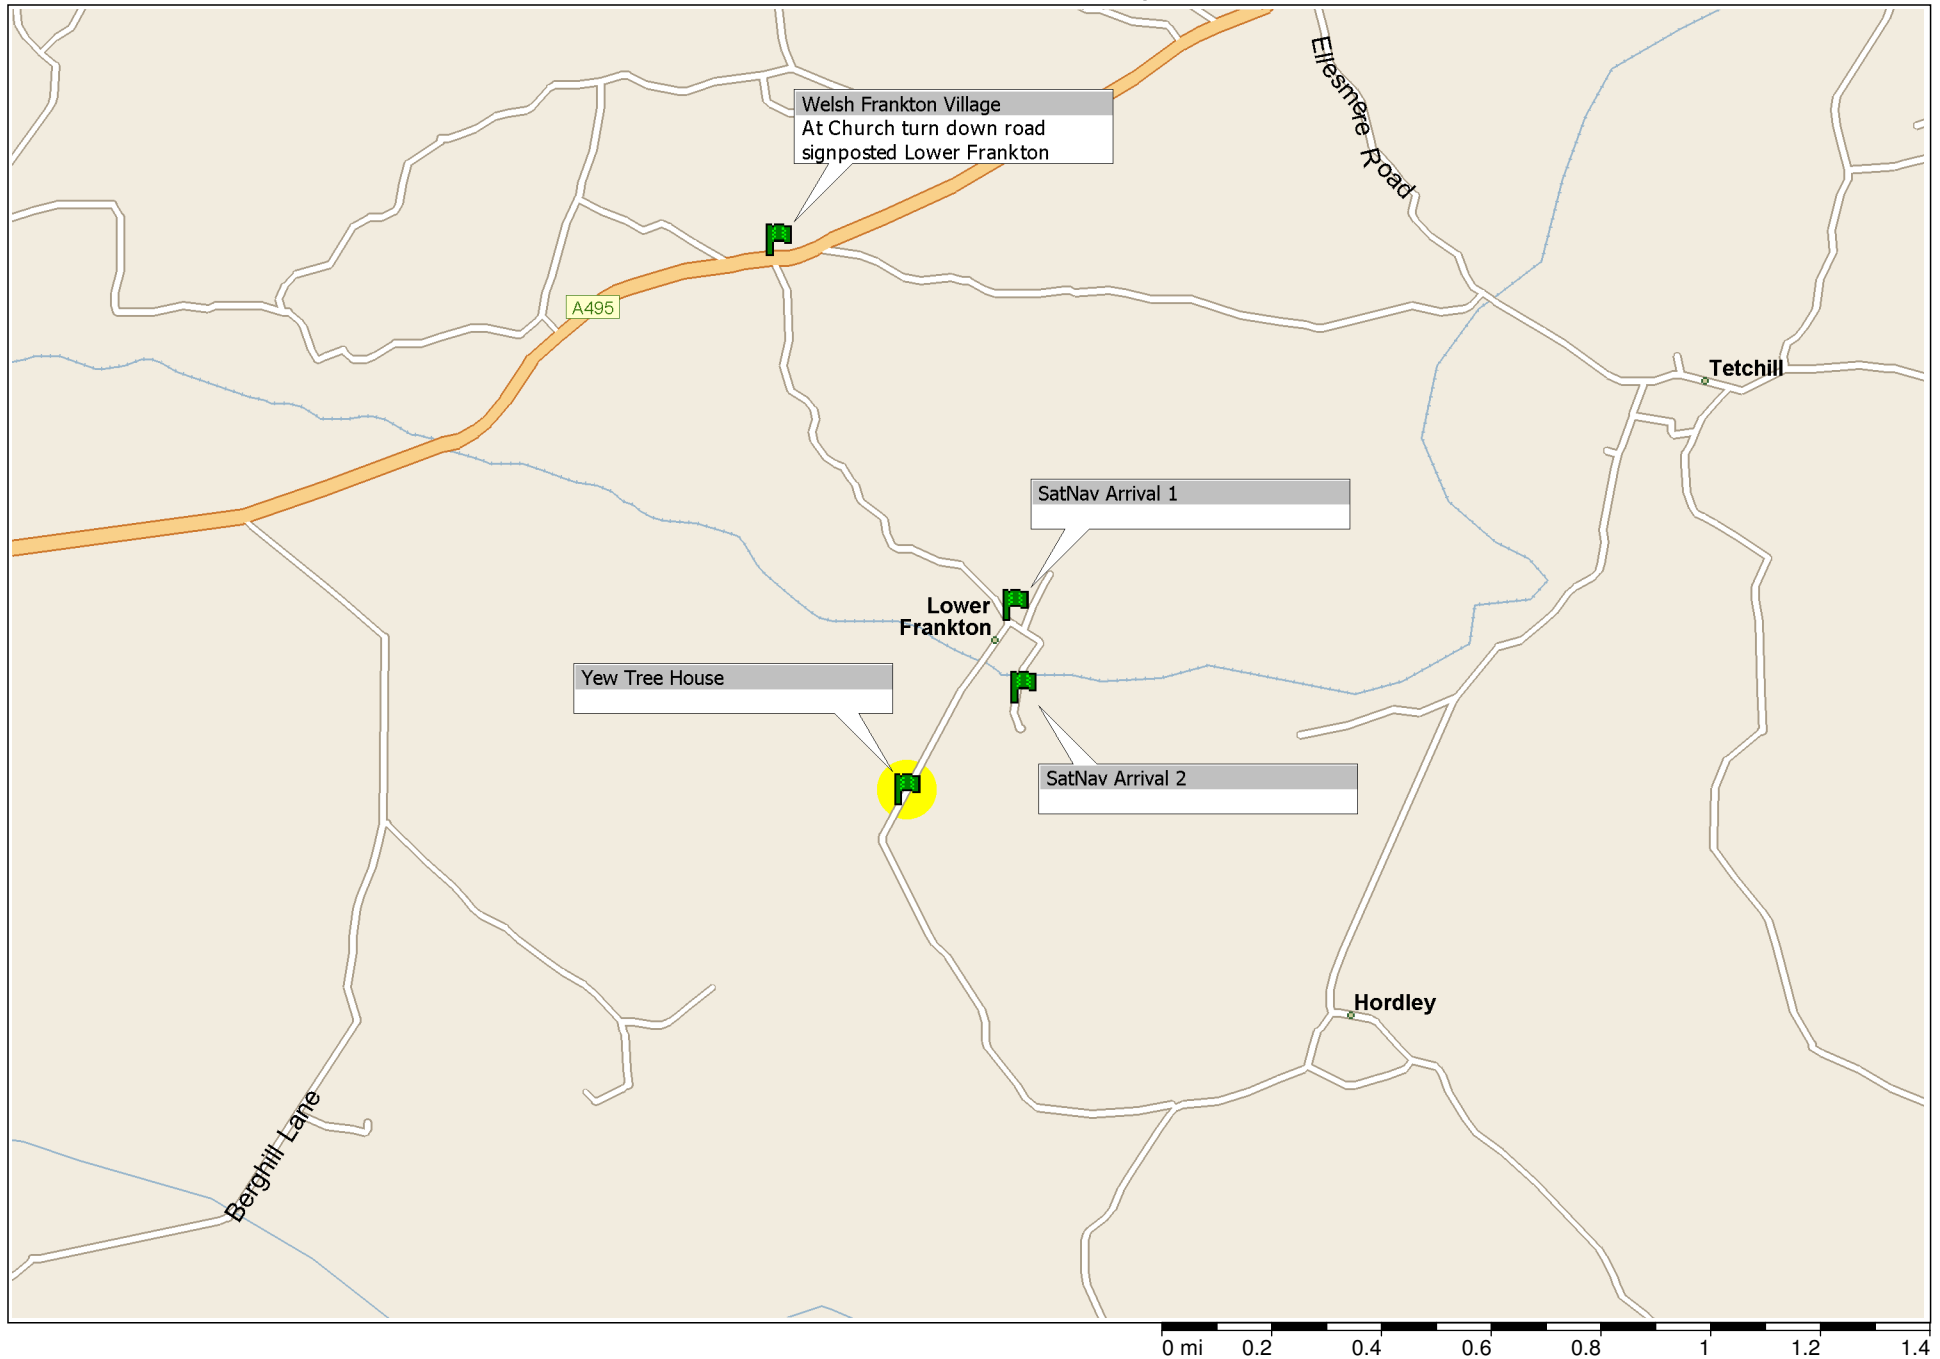 Ellesmere Road
Welsh Frankton Village
At Church turn down road
signposted Lower Frankton
A495
Tetchill
SatNav Arrival 1
Lower
Frankton
Yew Tree House
SatNav Arrival 2
Hordley
Berghill Lane
0 mi 0.2 0.4 0.6 0.8 1 1.2 1.4